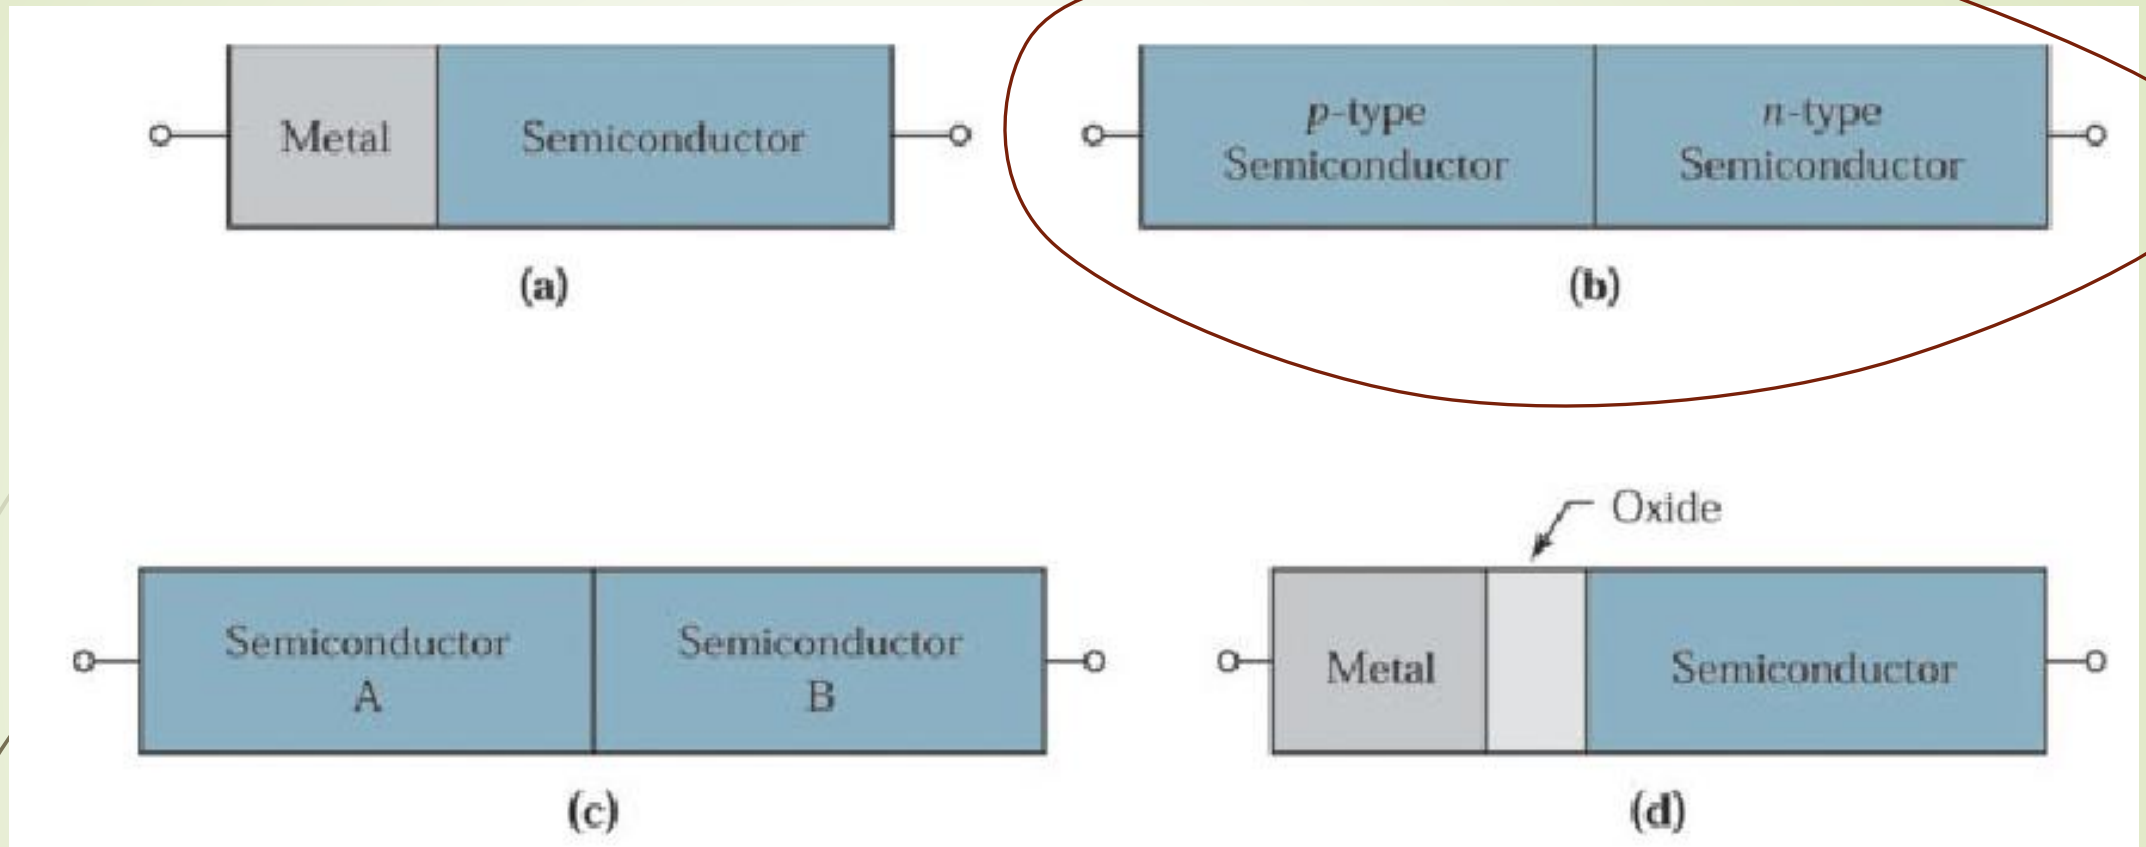 Metal
Semiconductor
p-type
Semiconductor
n-type
Semiconductor
(a)
(b)
Oxide
Semiconductor
A
Semiconductor
B
Metal
Semiconductor
(c)
(d)